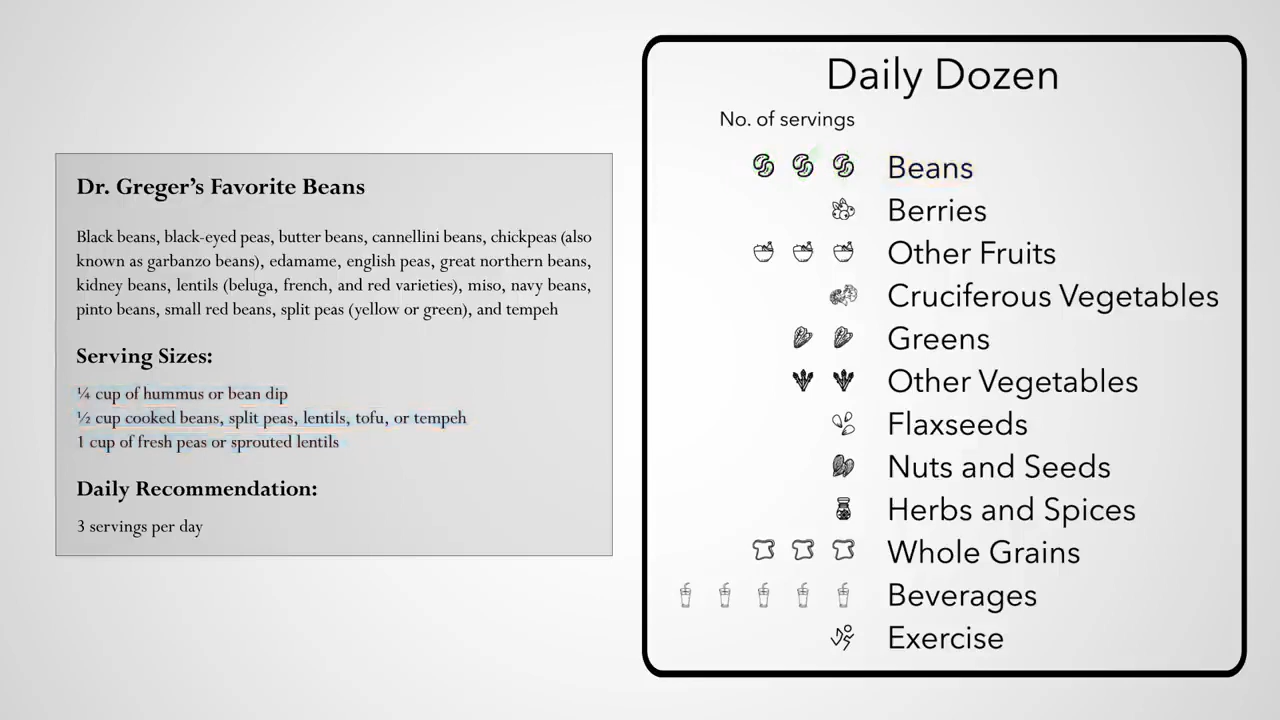 Dr. Greger’s Favorite Beans
Black beans, black-eyed peas, butter beans, cannellini beans, chickpeas (also
known as garbanzo beans), edamame, english peas, great northern beans,
kidney beans, lentils (beluga, french, and red varieties), miso, navy beans,
pinto beans, small red beans, split peas (yellow or green), and tempeh
Serving Sizes:
¼ cup of hummus or bean dip
½ cup cooked beans, split peas, lentils, tofu, or tempeh
1 cup of fresh peas or sprouted lentils
Daily Recommendation:
3 servings per day
Daily Dozen
No. of servings
Beans
Berries
Other Fruits
Cruciferous Vegetables
Greens
Other Vegetables
Flaxseeds
Nuts and Seeds
Herbs and Spices
Whole Grains
Beverages
Exercise